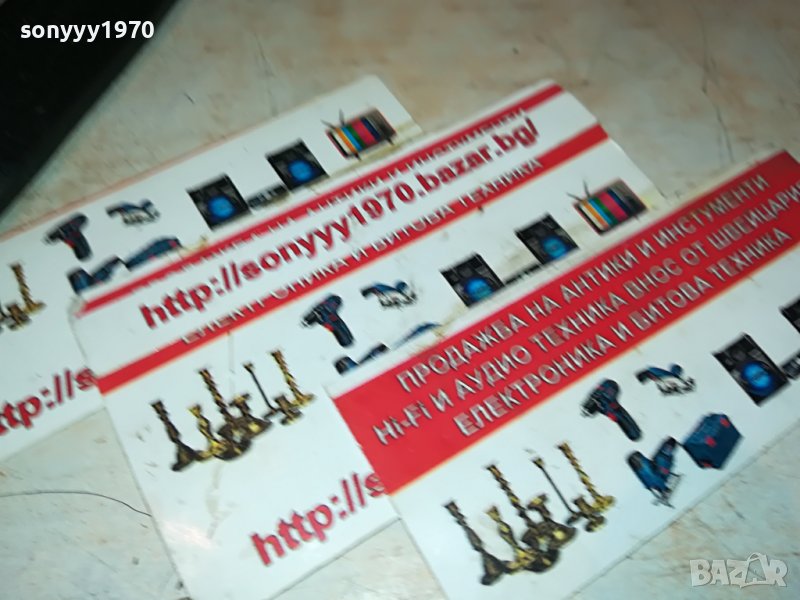 sonyyy1970
http://sonyyy1970.bazar.bg/
ЕЛЕКТРОНИКА И БИТОВА ТЕХНИКА
http://s
http://s
ПРОДАЖБА НА АНТИКИ И ИНСТУМЕНТИ
Hi-Fi И АУДИО ТЕХНИКА ВНОС ОТ ШВЕЙЦАРИ
ЕЛЕКТРОНИКА И БИТОВА ТЕХНИКА
BAZAR